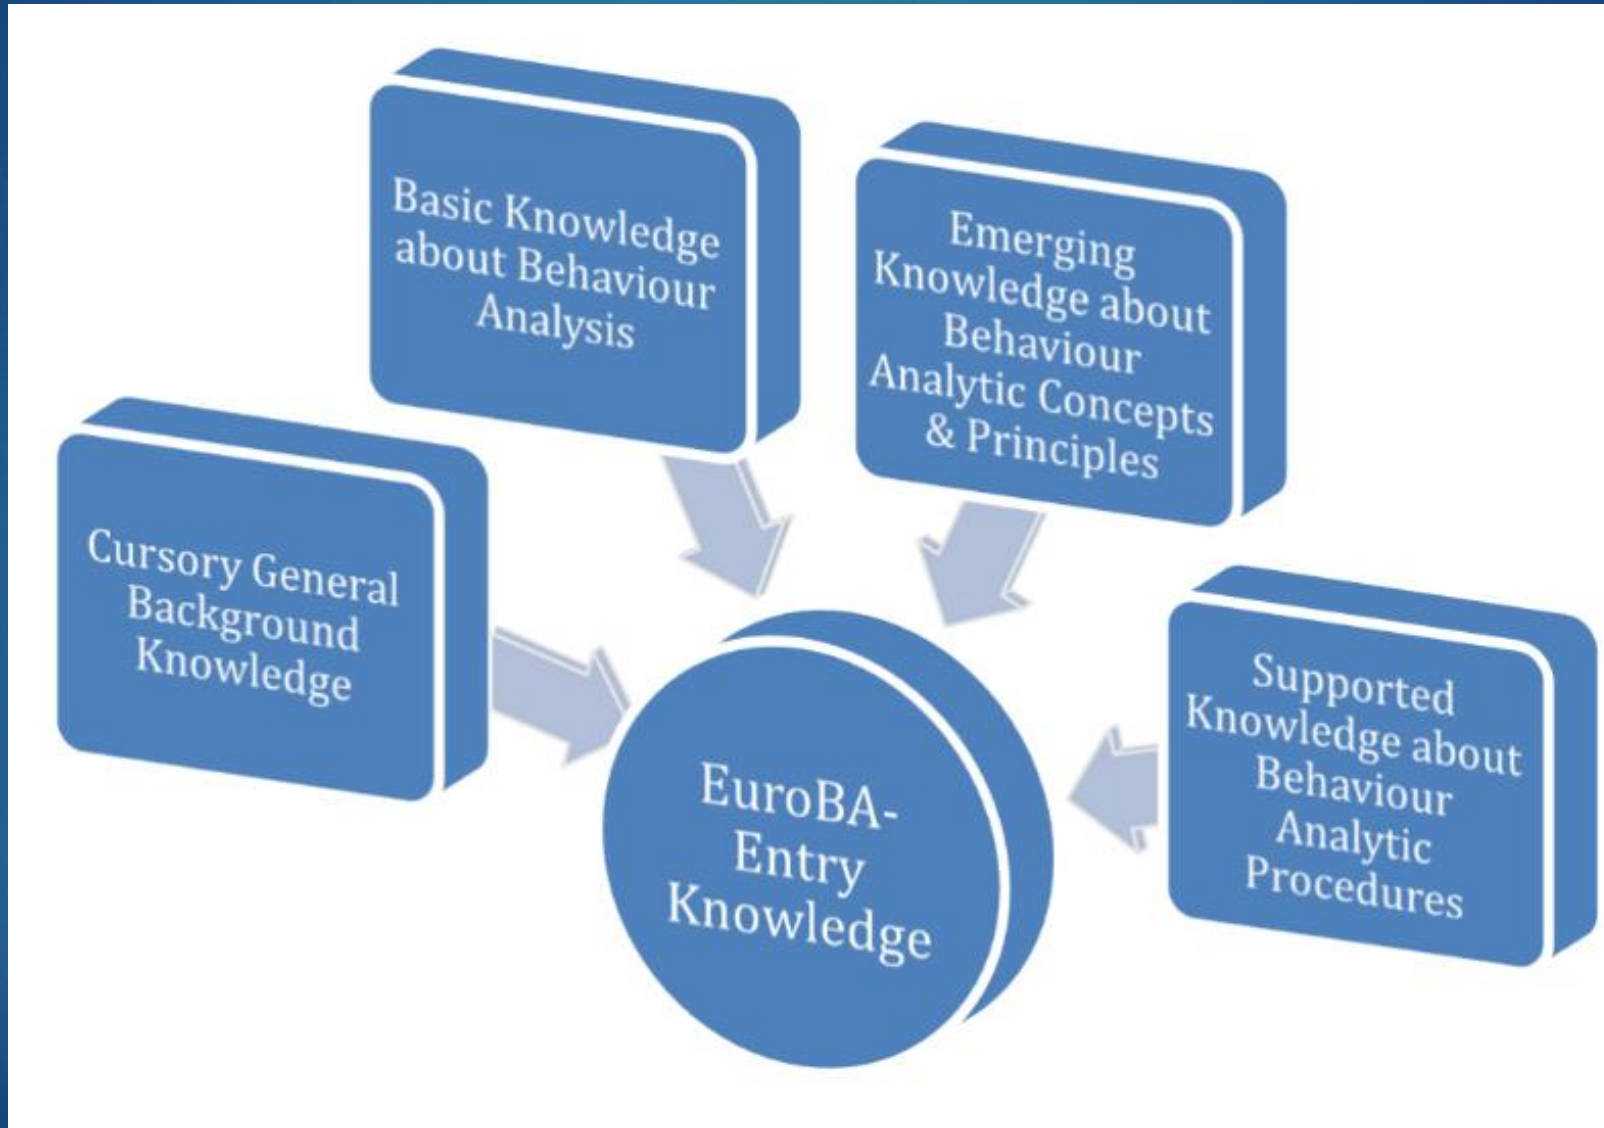 Cursory General
Background
Knowledge
Basic Knowledge
about Behaviour
Analysis
Emerging
Knowledge about
Behaviour
Analytic Concepts
& Principles
Supported
Knowledge about
Behaviour
Analytic
Procedures
EuroBA-
Entry
Knowledge